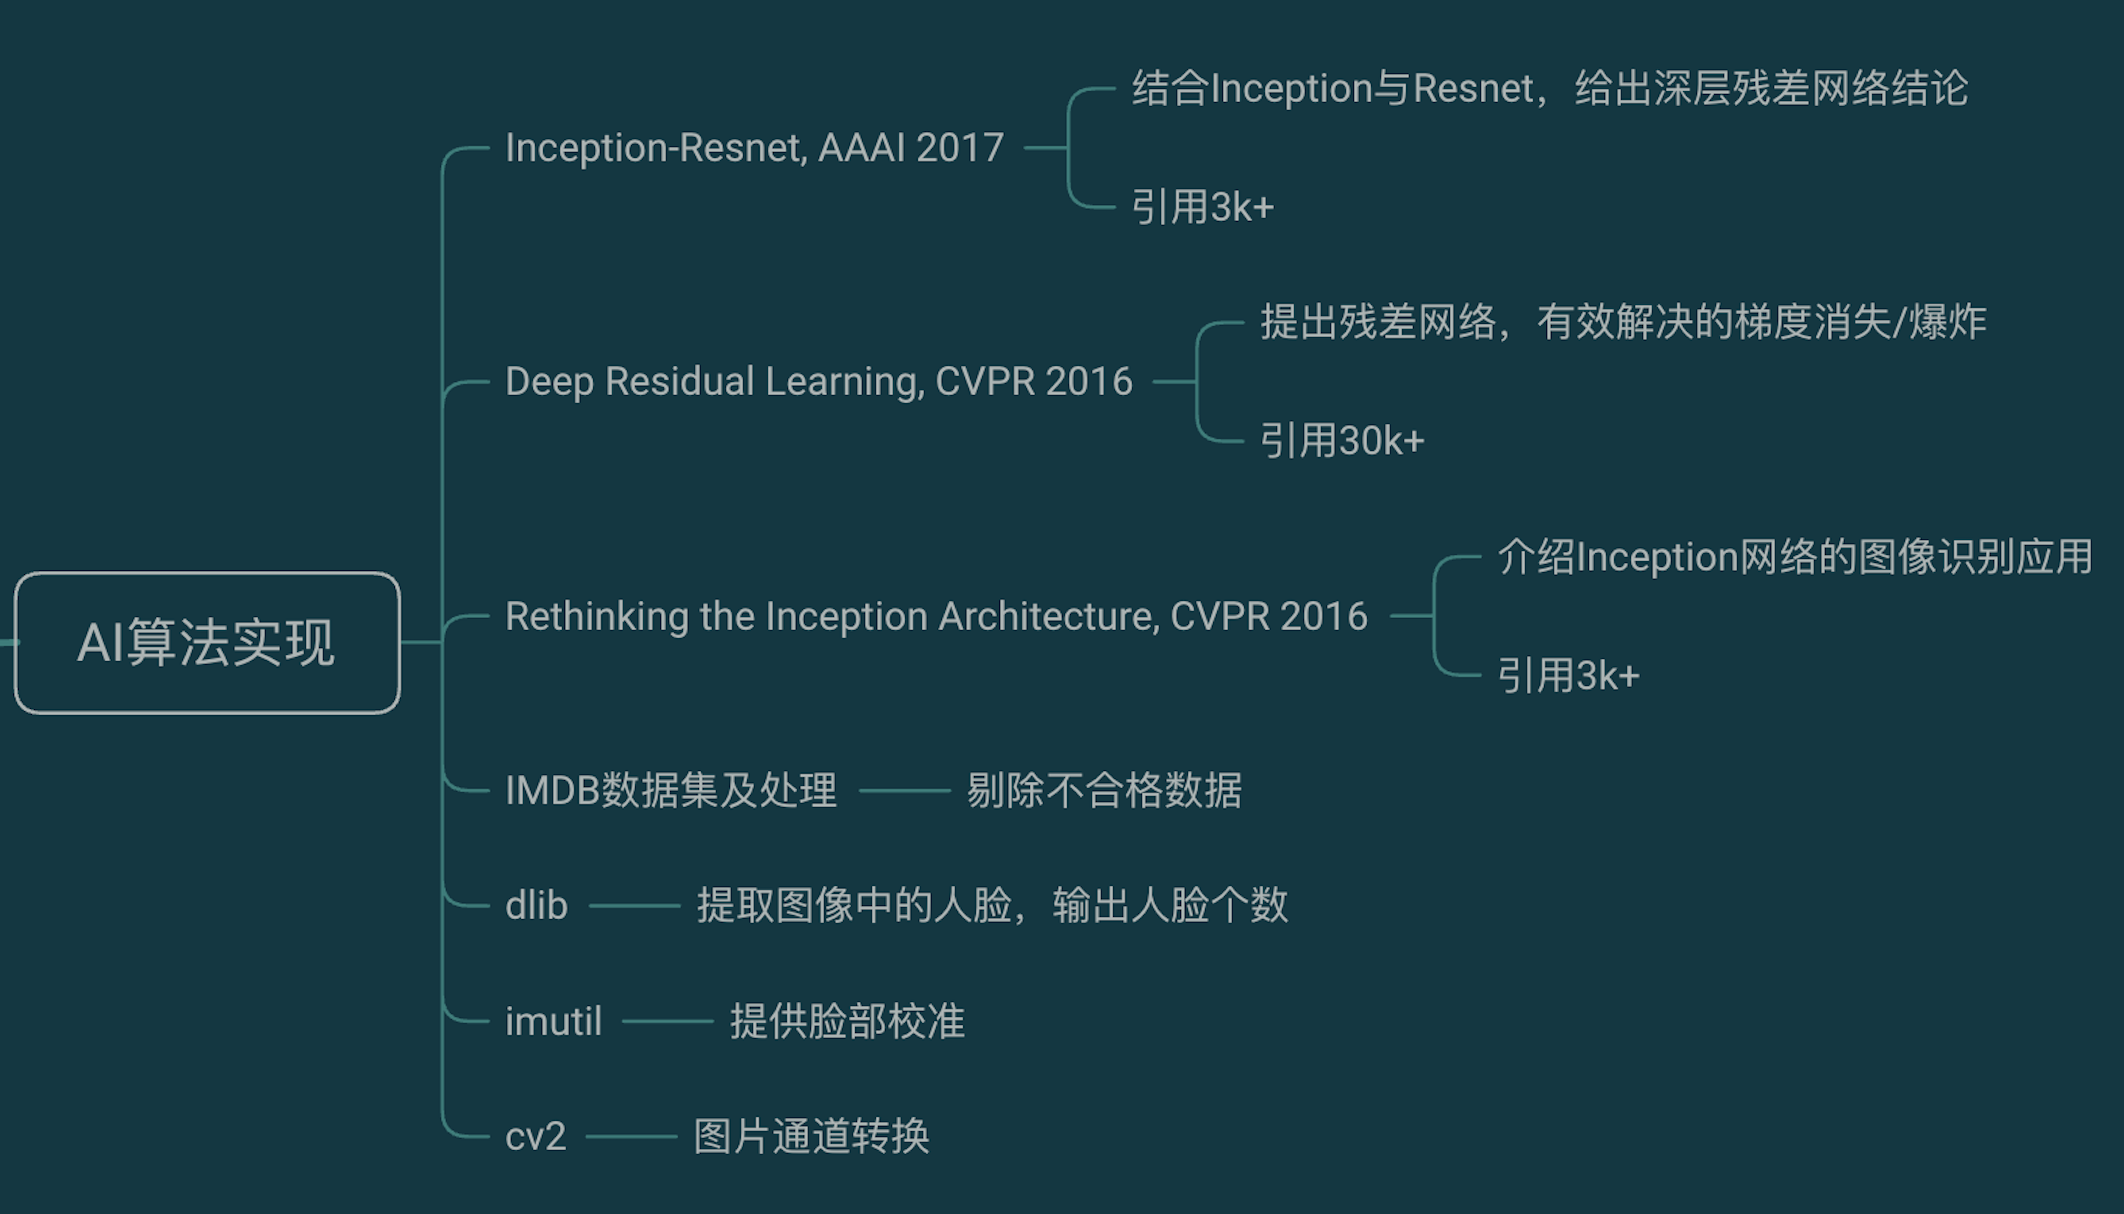 AI算法实现
Inception-Resnet, AAAI 2017
结合Inception与Resnet，给出深层残差网络结论
引用3k+
Deep Residual Learning, CVPR 2016
提出残差网络，有效解决的梯度消失/爆炸
引用30k+
Rethinking the Inception Architecture, CVPR 2016
介绍Inception网络的图像识别应用
引用3k+
IMDB数据集及处理
剔除不合格数据
dlib
提取图像中的人脸，输出人脸个数
imutil
提供脸部校准
cv2
图片通道转换